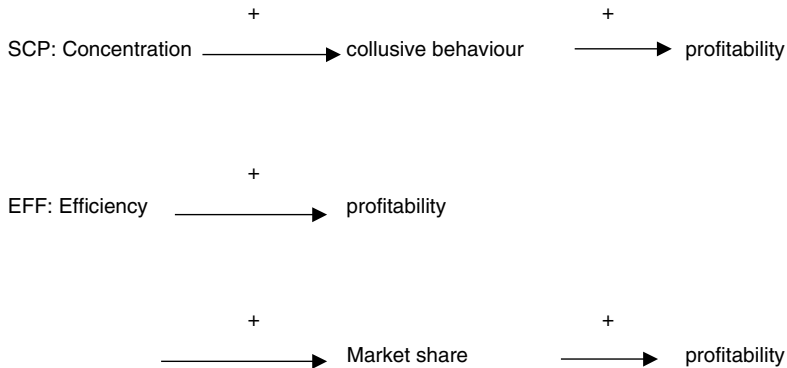 + +
SCP: Concentration collusive behaviour profitability
+
EFF: Efficiency profitability
+ +
Market share profitability